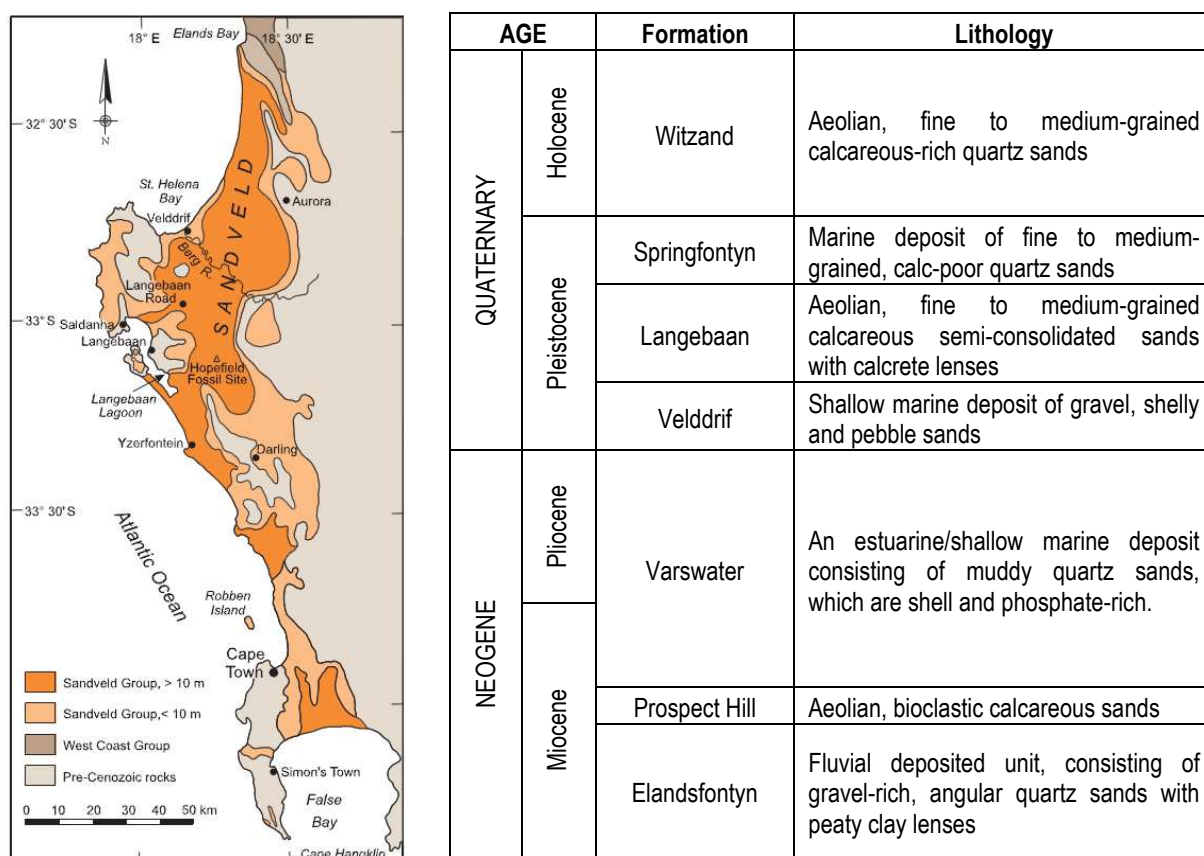 18° E
Elands Bay
18° 30' E
N
32° 30' S
St. Helena
Bay
Velddrif
Aurora
SANDVELD
Berg R.
Langebaan
Road
33° S
Saldanha
Langebaan
Hopefield
Fossil Site
Langebaan
Lagoon
Yzerfontein
Darling
33° 30' S
Atlantic Ocean
Robben
Island
Cape
Town
Sandveld Group, > 10 m
Sandveld Group,< 10 m
West Coast Group
Pre-Cenozoic rocks
0 10 20 30 40 50 km
Simon's Town
False
Bay
AGE Formation Lithology
QUATERNARY
Holocene
Witzand
Aeolian, fine to medium-grained
calcareous-rich quartz sands
Pleistocene
Springfontyn
Marine deposit of fine to medium-
grained, calc-poor quartz sands
Langebaan
Aeolian, fine to medium-grained
calcareous semi-consolidated sands
with calcrete lenses
Velddrif
Shallow marine deposit of gravel, shelly
and pebble sands
NEOGENE
Pliocene
Varswater
An estuarine/shallow marine deposit
consisting of muddy quartz sands,
which are shell and phosphate-rich.
Miocene
Prospect Hill
Aeolian, bioclastic calcareous sands
Elandsfontyn
Fluvial deposited unit, consisting of
gravel-rich, angular quartz sands with
peaty clay lenses